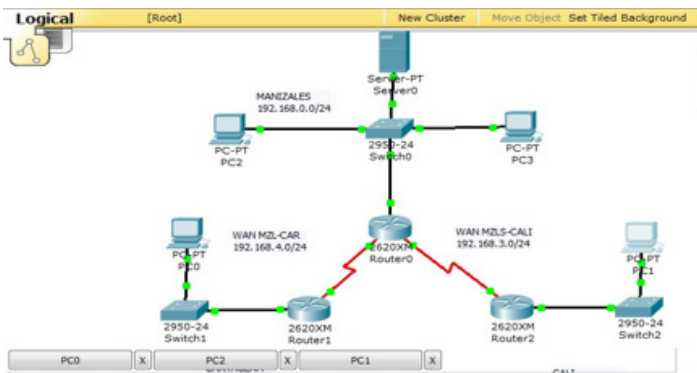 Logical [Root] New Cluster Move Object Set Tiled Background
Server-PT
Server0
MANIZALES
192.168.0.0/24
PC-PT
PC2
2950-24
Switch0
PC-PT
PC3
WAN MZL-CAR
192.168.4.0/24
WAN MZLS-CALI
192.168.3.0/24
2620XM
Router0
PC-PT
PC0
PC-PT
PC1
2950-24
Switch1
2620XM
Router1
2620XM
Router2
2950-24
Switch2
PC0 X PC2 X PC1 X
CALI